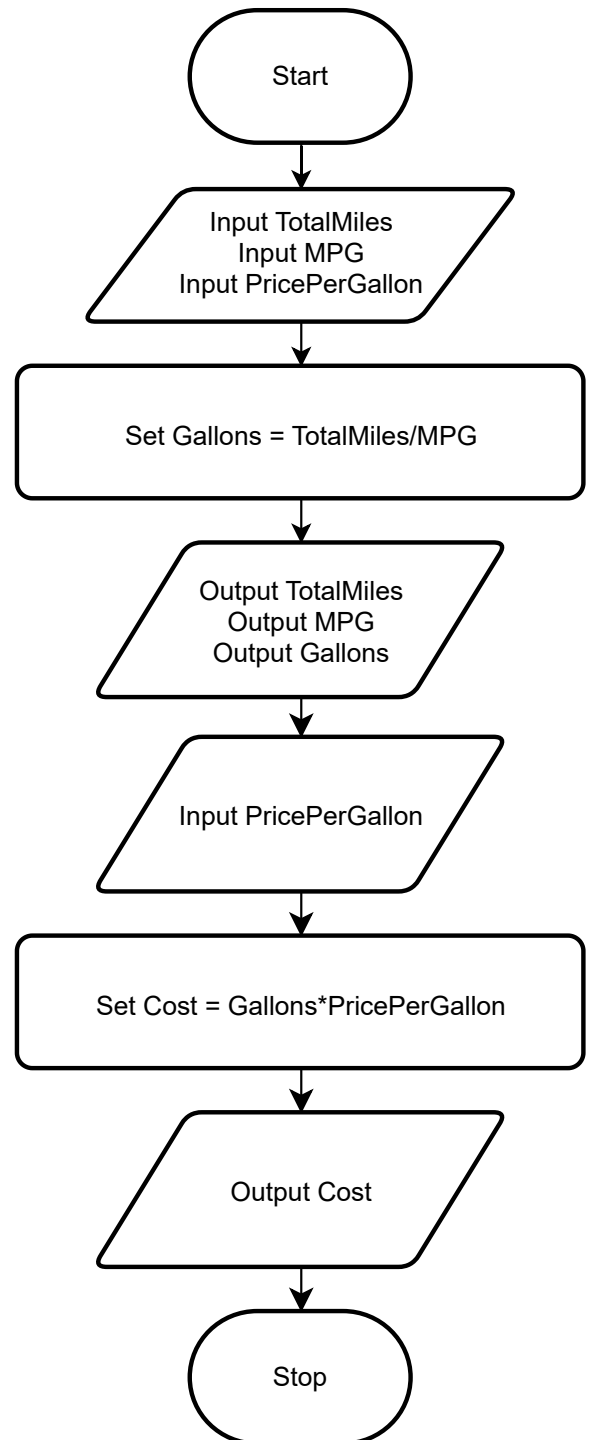 Start
Input TotalMiles
Input MPG
Input PricePerGallon
Set Gallons = TotalMiles/MPG
Output TotalMiles
Output MPG
Output Gallons
Input PricePerGallon
Set Cost = Gallons*PricePerGallon
Output Cost
Stop